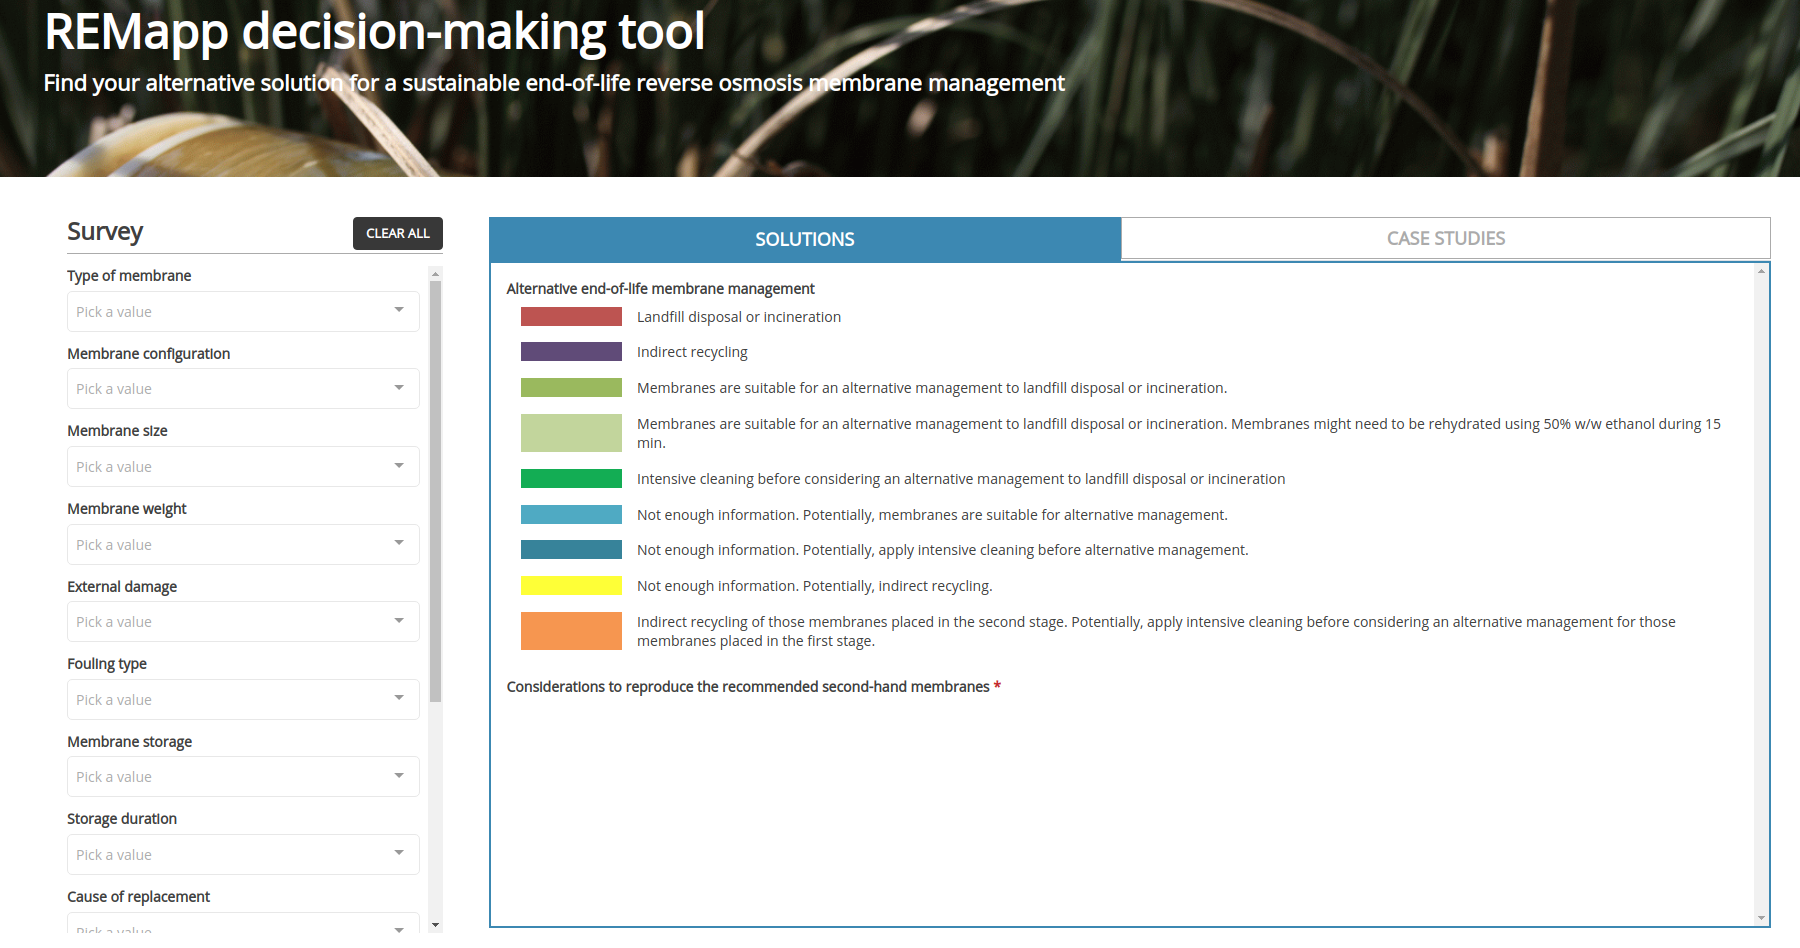 REMapp decision-making tool
Find your alternative solution for a sustainable end-of-life reverse osmosis membrane management
Survey
CLEAR ALL
Type of membrane
Pick a value
Membrane configuration
Pick a value
Membrane size
Pick a value
Membrane weight
Pick a value
External damage
Pick a value
Fouling type
Pick a value
Membrane storage
Pick a value
Storage duration
Pick a value
Cause of replacement
Pick a value
SOLUTIONS
CASE STUDIES
Alternative end-of-life membrane management
Landfill disposal or incineration
Indirect recycling
Membranes are suitable for an alternative management to landfill disposal or incineration.
Membranes are suitable for an alternative management to landfill disposal or incineration. Membranes might need to be rehydrated using 50% w/w ethanol during 15
min.
Intensive cleaning before considering an alternative management to landfill disposal or incineration
Not enough information. Potentially, membranes are suitable for alternative management.
Not enough information. Potentially, apply intensive cleaning before alternative management.
Not enough information. Potentially, indirect recycling.
Indirect recycling of those membranes placed in the second stage. Potentially, apply intensive cleaning before considering an alternative management for those
membranes placed in the first stage.
Considerations to reproduce the recommended second-hand membranes *